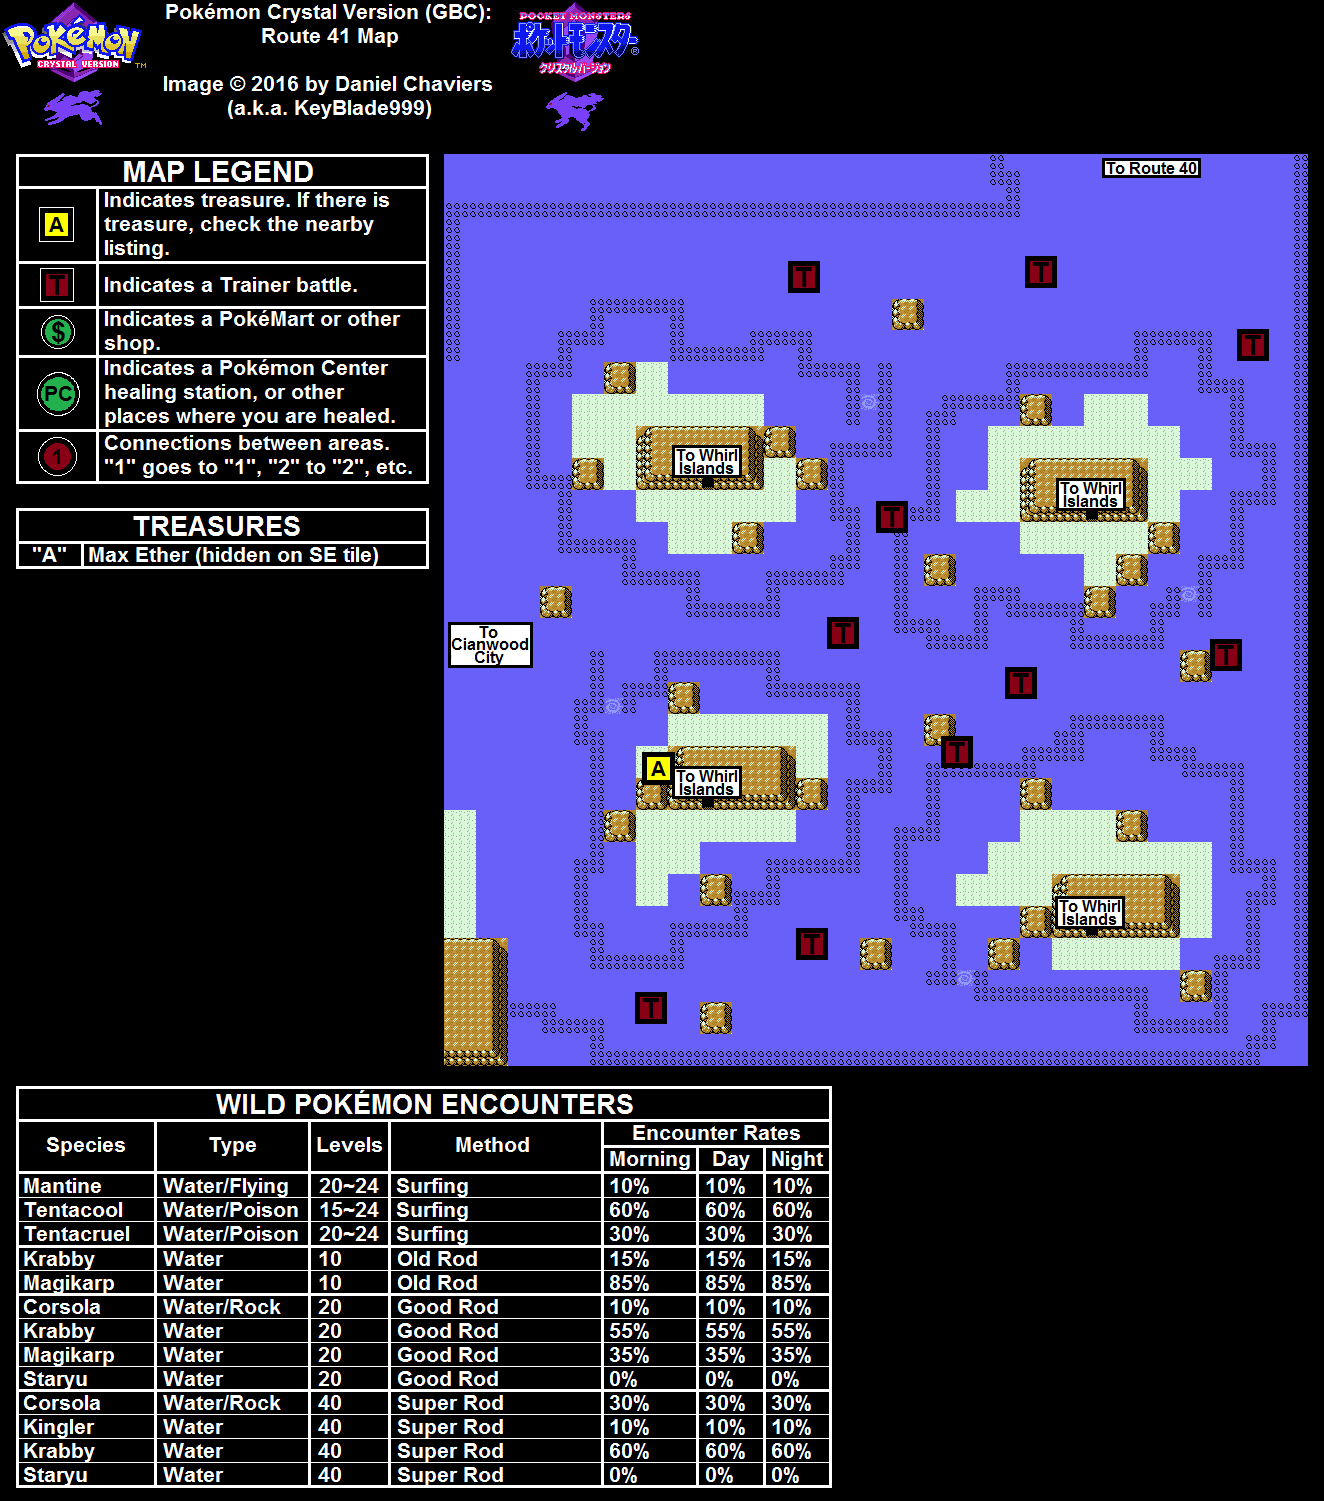 POKéMON
CRYSTAL VERSION
TM
Pokémon Crystal Version (GBC):
Route 41 Map
Image © 2016 by Daniel Chaviers
(a.k.a. KeyBlade999)
POCKET MONSTERS
ポケットモンスター
®
クリスタルバージョン
MAP LEGEND
A
Indicates treasure. If there is
treasure, check the nearby
listing.
T
Indicates a Trainer battle.
$
Indicates a PokéMart or other
shop.
PC
Indicates a Pokémon Center
healing station, or other
places where you are healed.
1
Connections between areas.
"1" goes to "1", "2" to "2", etc.
TREASURES
"A" Max Ether (hidden on SE tile)
To Route 40
T
T
T
To Whirl
Islands
To Whirl
Islands
T
To
Cianwood
City
T
T
T
T
A
To Whirl
Islands
To Whirl
Islands
T
T
WILD POKÉMON ENCOUNTERS
Species Type Levels Method Encounter Rates
Morning Day Night
Mantine Water/Flying 20~24 Surfing 10% 10% 10%
Tentacool Water/Poison 15~24 Surfing 60% 60% 60%
Tentacruel Water/Poison 20~24 Surfing 30% 30% 30%
Krabby Water 10 Old Rod 15% 15% 15%
Magikarp Water 10 Old Rod 85% 85% 85%
Corsola Water/Rock 20 Good Rod 10% 10% 10%
Krabby Water 20 Good Rod 55% 55% 55%
Magikarp Water 20 Good Rod 35% 35% 35%
Staryu Water 20 Good Rod 0% 0% 0%
Corsola Water/Rock 40 Super Rod 30% 30% 30%
Kingler Water 40 Super Rod 10% 10% 10%
Krabby Water 40 Super Rod 60% 60% 60%
Staryu Water 40 Super Rod 0% 0% 0%